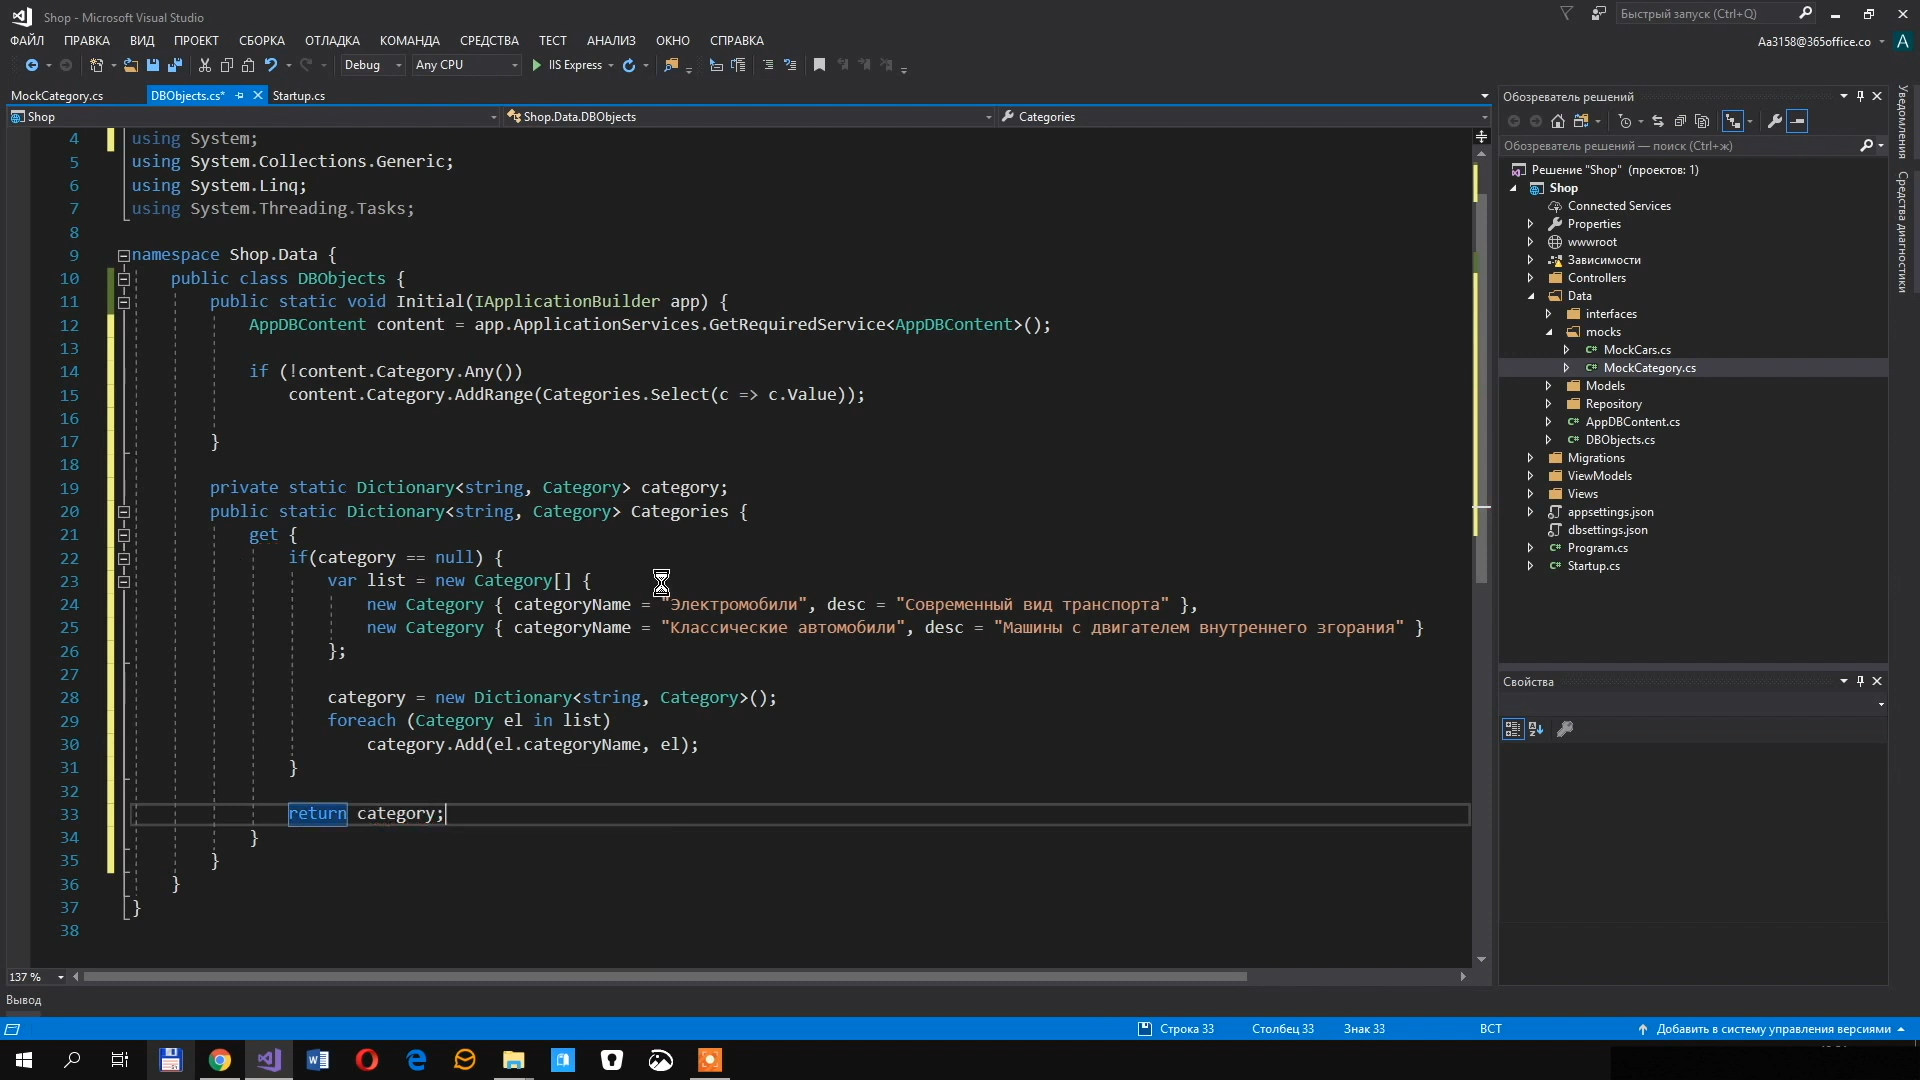 Shop - Microsoft Visual Studio
Быстрый запуск (Ctrl+Q)
ФАЙЛ ПРАВКА ВИД ПРОЕКТ СБОРКА ОТЛАДКА КОМАНДА СРЕДСТВА ТЕСТ АНАЛИЗ ОКНО СПРАВКА
Aa3158@365office.co A
Debug Any CPU IIS Express
MockCategory.cs DBObjects.cs* Startup.cs
Shop Shop.Data.DBObjects Categories
4 using System;
5 using System.Collections.Generic;
6 using System.Linq;
7 using System.Threading.Tasks;
8
9 namespace Shop.Data {
10 public class DBObjects {
11 public static void Initial(IApplicationBuilder app) {
12 AppDBContent content = app.ApplicationServices.GetRequiredService<AppDBContent>();
13
14 if (!content.Category.Any())
15 content.Category.AddRange(Categories.Select(c => c.Value));
16
17 }
18
19 private static Dictionary<string, Category> category;
20 public static Dictionary<string, Category> Categories {
21 get {
22 if(category == null) {
23 var list = new Category[] {
24 new Category { categoryName = "Электромобили", desc = "Современный вид транспорта" },
25 new Category { categoryName = "Классические автомобили", desc = "Машины с двигателем внутреннего згорания" }
26 };
27
28 category = new Dictionary<string, Category>();
29 foreach (Category el in list)
30 category.Add(el.categoryName, el);
31 }
32
33 return category;
34 }
35 }
36 }
37 }
38
137 %
Вывод
Обозреватель решений
Обозреватель решений — поиск (Ctrl+ж)
Решение "Shop" (проектов: 1)
Shop
Connected Services
Properties
wwwroot
Зависимости
Controllers
Data
interfaces
mocks
MockCars.cs
MockCategory.cs
Models
Repository
AppDBContent.cs
DBObjects.cs
Migrations
ViewModels
Views
appsettings.json
dbsettings.json
Program.cs
Startup.cs
Свойства
Уведомления
Средства диагностики
Строка 33 Столбец 33 Знак 33 ВСТ Добавить в систему управления версиями